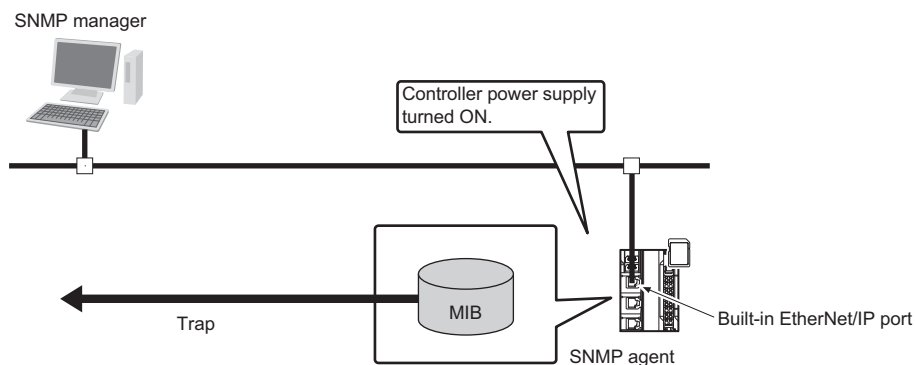 SNMP manager
Controller power supply
turned ON.
MIB
Trap
Built-in EtherNet/IP port
SNMP agent